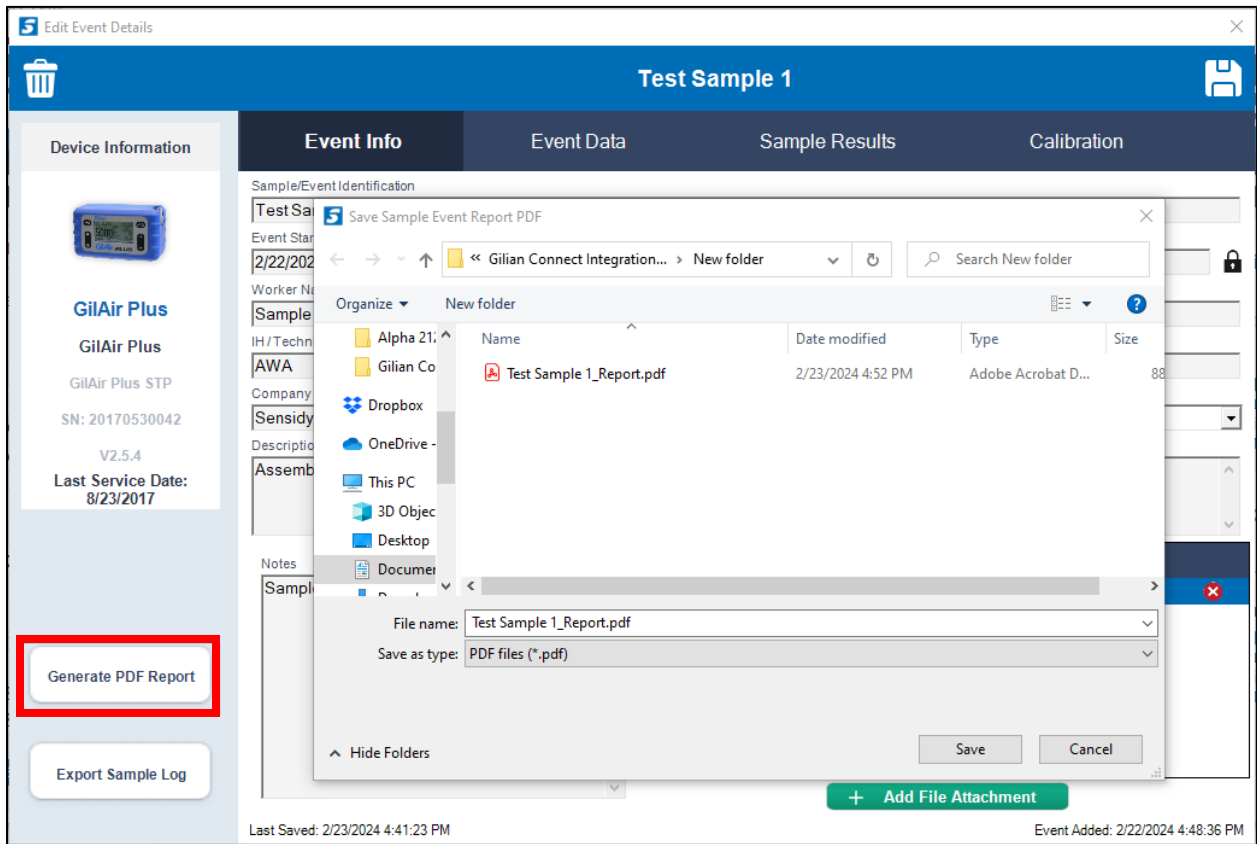 Edit Event Details
Test Sample 1
Device Information
Event Info
Event Data
Sample Results
Calibration
GilAir Plus
GilAir Plus
GilAir Plus STP
SN: 20170530042
V2.5.4
Last Service Date:
8/23/2017
Generate PDF Report
Export Sample Log
Sample/Event Identification
Test Sa
Event Star
2/22/202
Worker Na
Sample
IH / Techn
AWA
Company
Sensidy
Descriptio
Assemb
Notes
Sampl
Save Sample Event Report PDF
« Gilian Connect Integration... › New folder
Search New folder
Organize
New folder
Alpha 21
Gilian Co
Dropbox
OneDrive -
This PC
3D Objec
Desktop
Documer
Name
Date modified
Type
Size
Test Sample 1_Report.pdf
2/23/2024 4:52 PM
Adobe Acrobat D...
88
File name: Test Sample 1_Report.pdf
Save as type: PDF files (*.pdf)
Hide Folders
Save
Cancel
+ Add File Attachment
Last Saved: 2/23/2024 4:41:23 PM
Event Added: 2/22/2024 4:48:36 PM